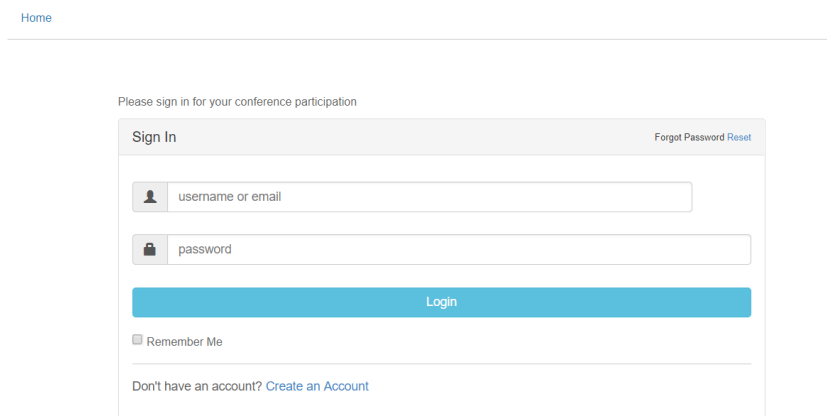 Home
Please sign in for your conference participation
Sign In
Forgot Password Reset
username or email
password
Login
Remember Me
Don't have an account? Create an Account